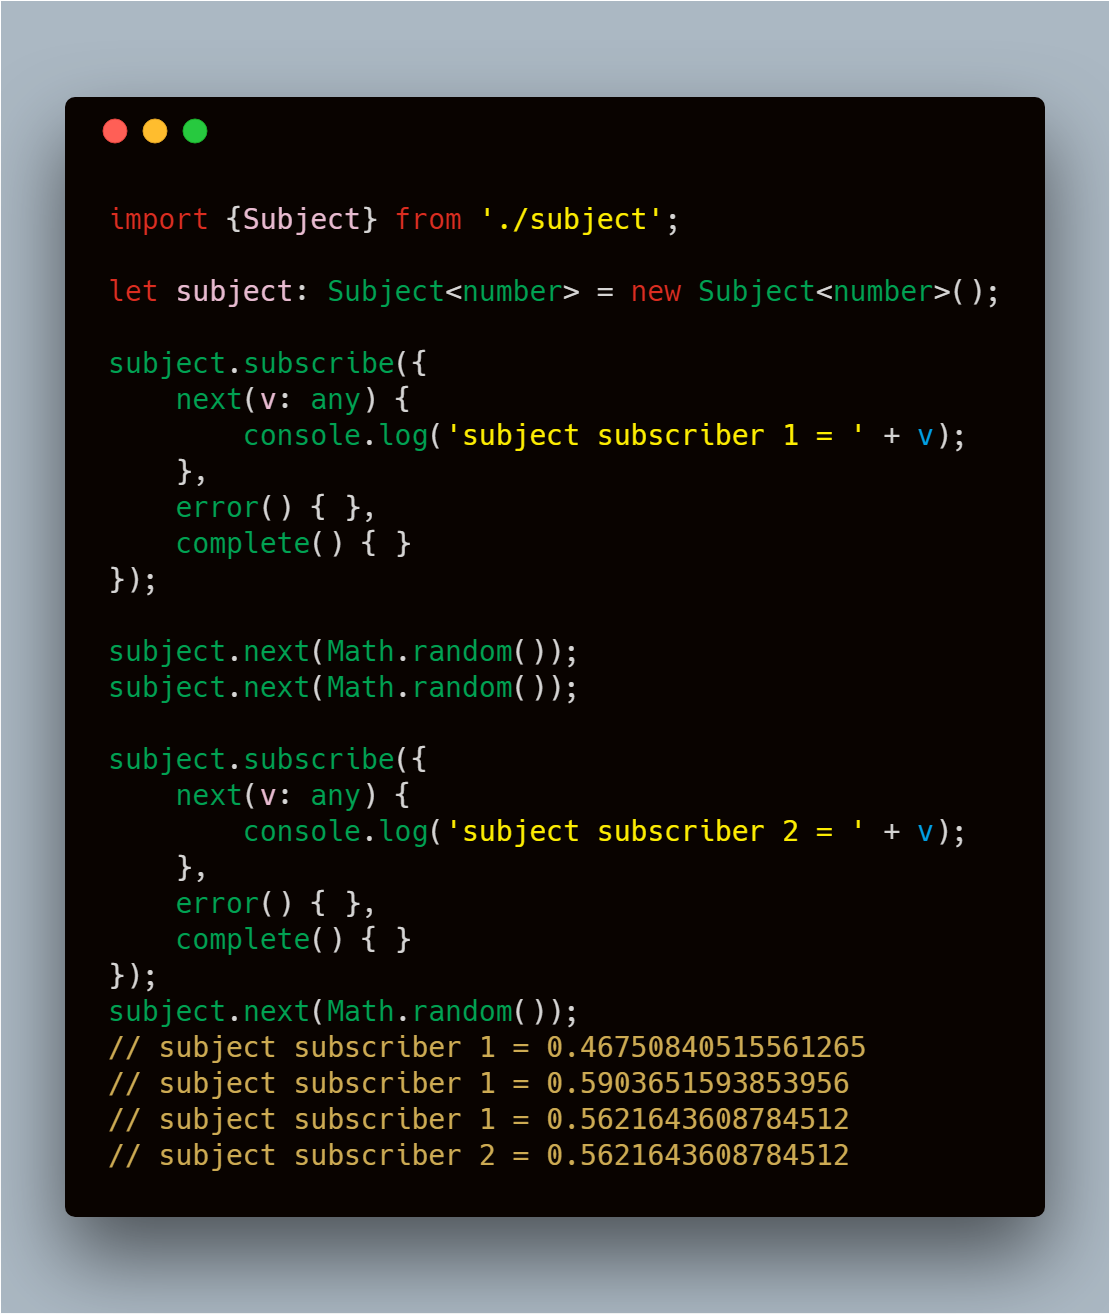 import {Subject} from './subject';
let subject: Subject<number> = new Subject<number>();
subject.subscribe({
    next(v: any) {
        console.log('subject subscriber 1 = ' + v);
    },
    error() { },
    complete() { }
});
subject.next(Math.random());
subject.next(Math.random());
subject.subscribe({
    next(v: any) {
        console.log('subject subscriber 2 = ' + v);
    },
    error() { },
    complete() { }
});
subject.next(Math.random());
// subject subscriber 1 = 0.46750840515561265
// subject subscriber 1 = 0.5903651593853956
// subject subscriber 1 = 0.5621643608784512
// subject subscriber 2 = 0.5621643608784512